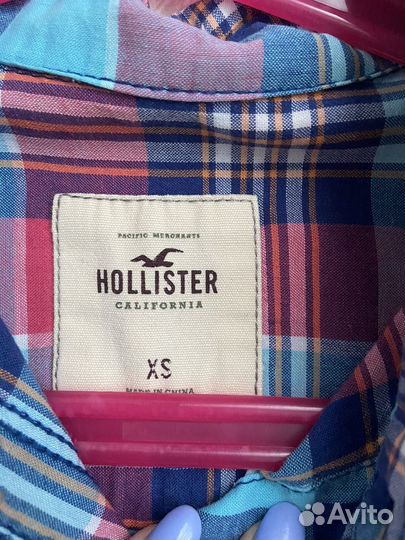 PACIFIC MERCHANTS
HOLLISTER
CALIFORNIA
XS
MADE IN CHINA
Avito